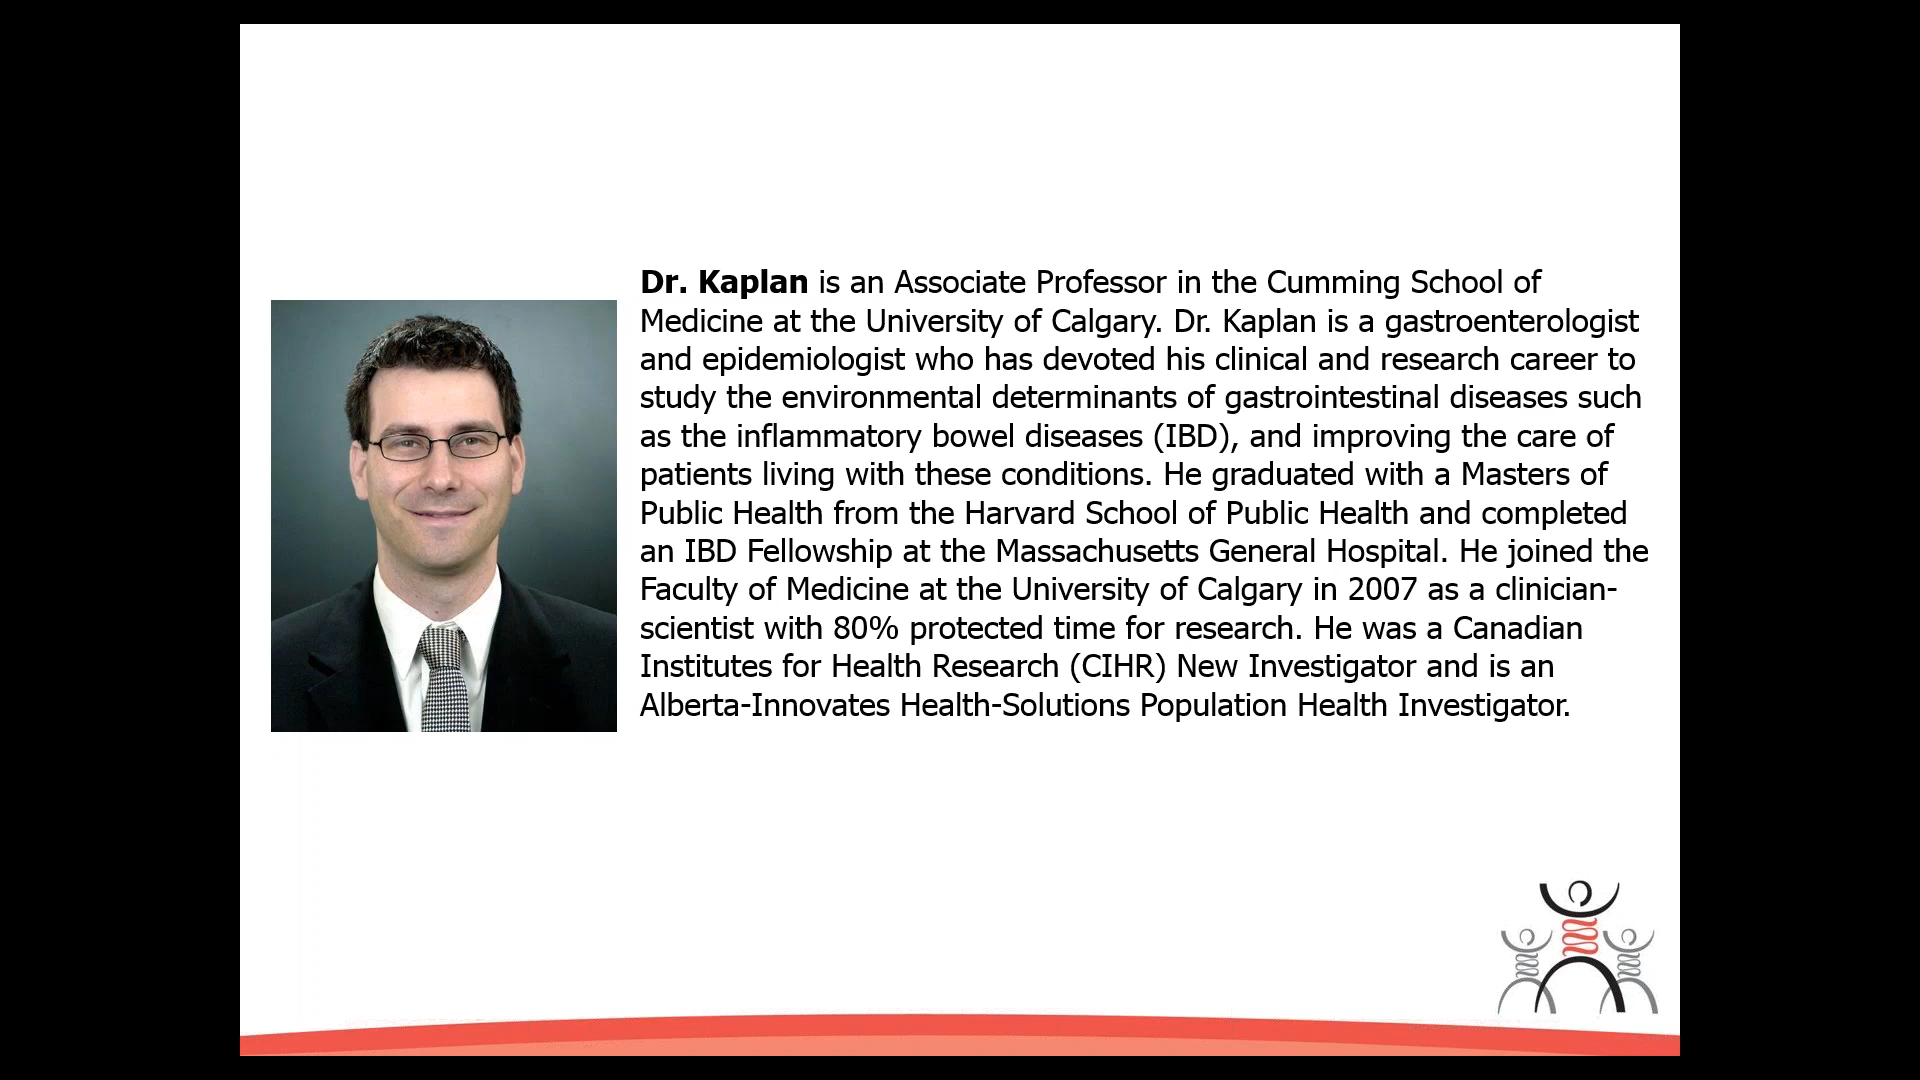 Dr. Kaplan is an Associate Professor in the Cumming School of
Medicine at the University of Calgary. Dr. Kaplan is a gastroenterologist
and epidemiologist who has devoted his clinical and research career to
study the environmental determinants of gastrointestinal diseases such
as the inflammatory bowel diseases (IBD), and improving the care of
patients living with these conditions. He graduated with a Masters of
Public Health from the Harvard School of Public Health and completed
an IBD Fellowship at the Massachusetts General Hospital. He joined the
Faculty of Medicine at the University of Calgary in 2007 as a clinician-
scientist with 80% protected time for research. He was a Canadian
Institutes for Health Research (CIHR) New Investigator and is an
Alberta-Innovates Health-Solutions Population Health Investigator.